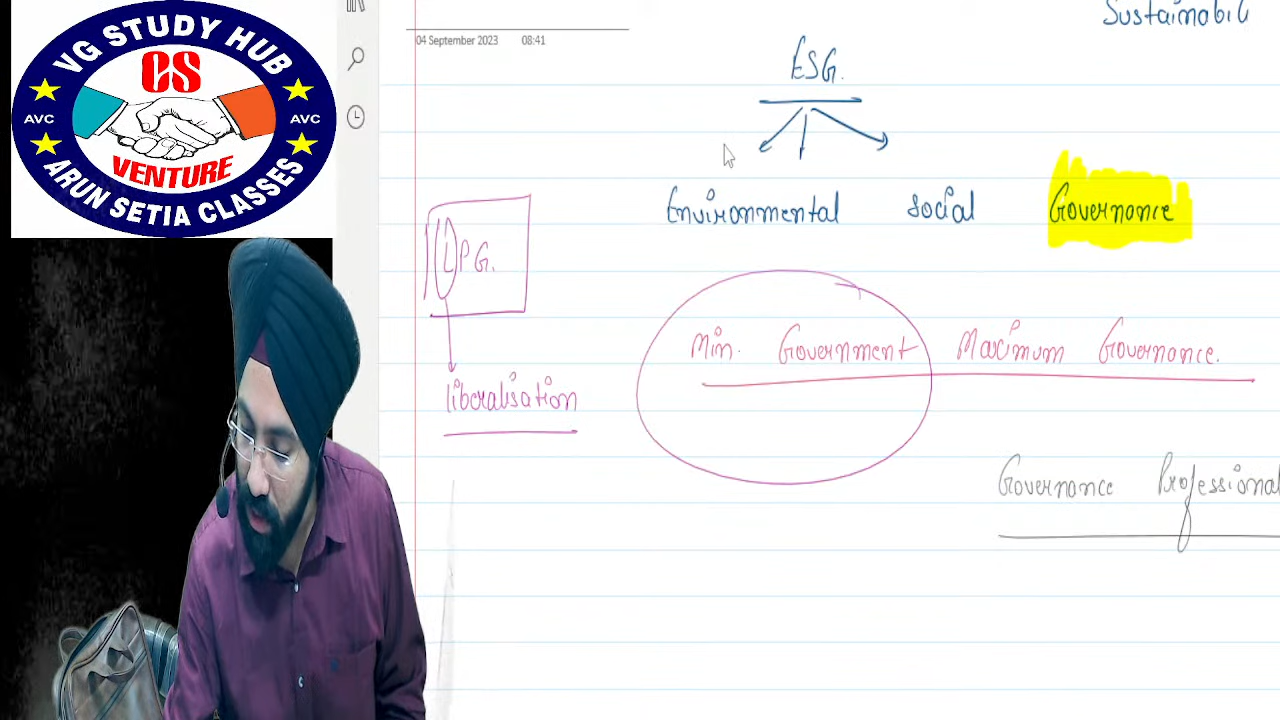 VG STUDY HUB
CS
AVC
AVC
VENTURE
ARUN SETIA CLASSES
04 September 2023 08:41
Sustainabili
ESG.
Environmental Social Governance
LPG.
Min. Government Maximum Governance.
liberalisation
Governance Professional